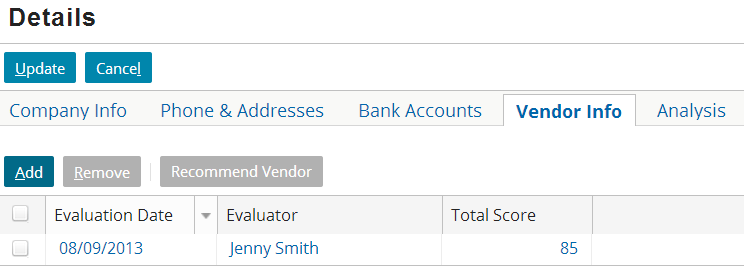 Details
Update Cancel
Company Info Phone & Addresses Bank Accounts Vendor Info Analysis
Add Remove Recommend Vendor
Evaluation Date Evaluator Total Score
08/09/2013 Jenny Smith 85